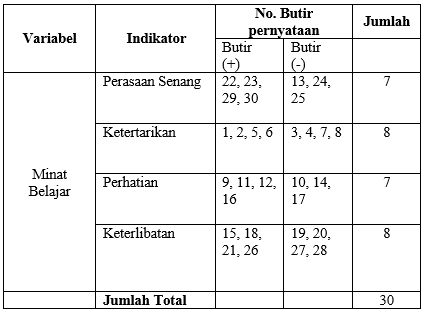 Variabel Indikator No. Butir pernyataan Jumlah
Butir (+) Butir (-)
Minat Belajar
Perasaan Senang 22, 23, 13, 24, 7
29, 30 25
Ketertarikan 1, 2, 5, 6 3, 4, 7, 8 8
Perhatian 9, 11, 12, 10, 14, 7
16 17
Keterlibatan 15, 18, 19, 20, 8
21, 26 27, 28
Jumlah Total 30